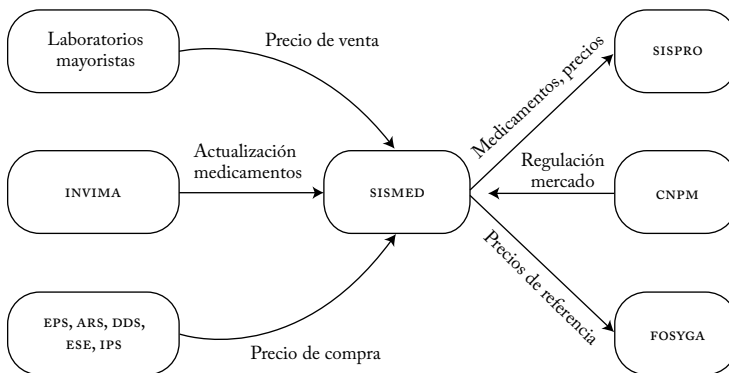 Laboratorios
mayoristas
Precio de venta
SISPRO
Medicamentos, precios
INVIMA
Actualización
medicamentos
SISMED
Regulación
mercado
CNPM
EPS, ARS, DDS,
ESE, IPS
Precio de compra
Precios de referencia
FOSYGA